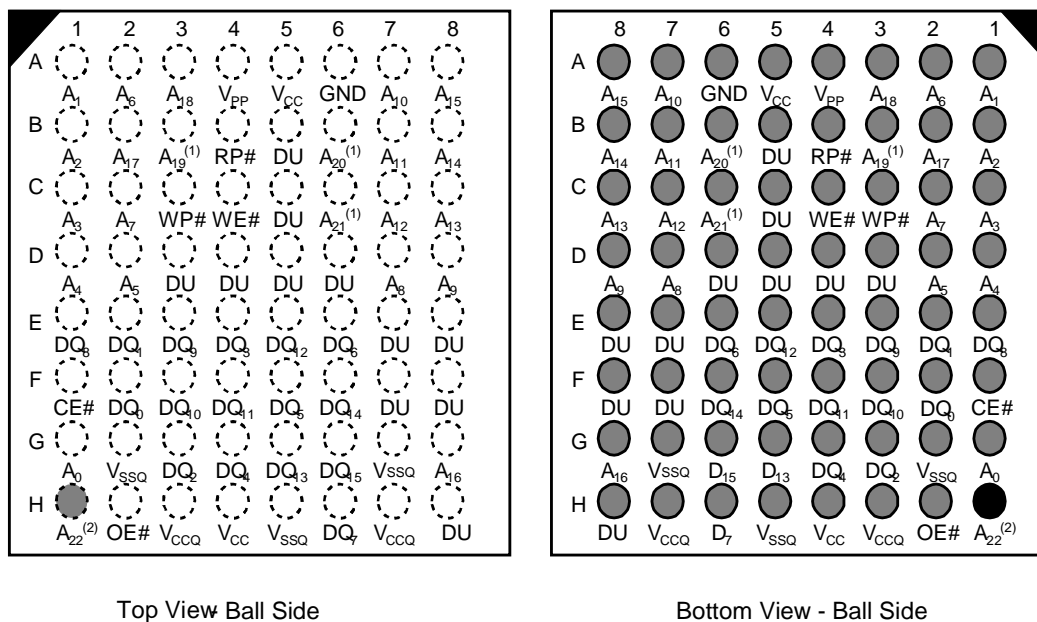 1 2 3 4 5 6 7 8
A
A1 A6 A18 VPP VCC GND A10 A15
B
A2 A17 A19(1) RP# DU A20(1) A11 A14
C
A3 A7 WP# WE# DU A21(1) A12 A13
D
A4 A5 DU DU DU DU A8 A9
E
DQ8 DQ1 DQ9 DQ3 DQ12 DQ6 DU DU
F
CE# DQ0 DQ10 DQ11 DQ5 DQ14 DU DU
G
A0 VSSQ DQ2 DQ4 DQ13 DQ15 VSSQ A16
H
A22(2) OE# VCCQ VCC VSSQ DQ7 VCCQ DU
Top View - Ball Side
8 7 6 5 4 3 2 1
A
A15 A10 GND VCC VPP A18 A6 A1
B
A14 A11 A20(1) DU RP# A19(1) A17 A2
C
A13 A12 A21(1) DU WE# WP# A7 A3
D
A9 A8 DU DU DU DU A5 A4
E
DU DU DQ6 DQ12 DQ3 DQ9 DQ1 DQ8
F
DU DU DQ14 DQ5 DQ11 DQ10 DQ0 CE#
G
A16 VSSQ D15 D13 DQ4 DQ2 VSSQ A0
H
DU VCCQ D7 VSSQ VCC VCCQ OE# A22(2)
Bottom View - Ball Side